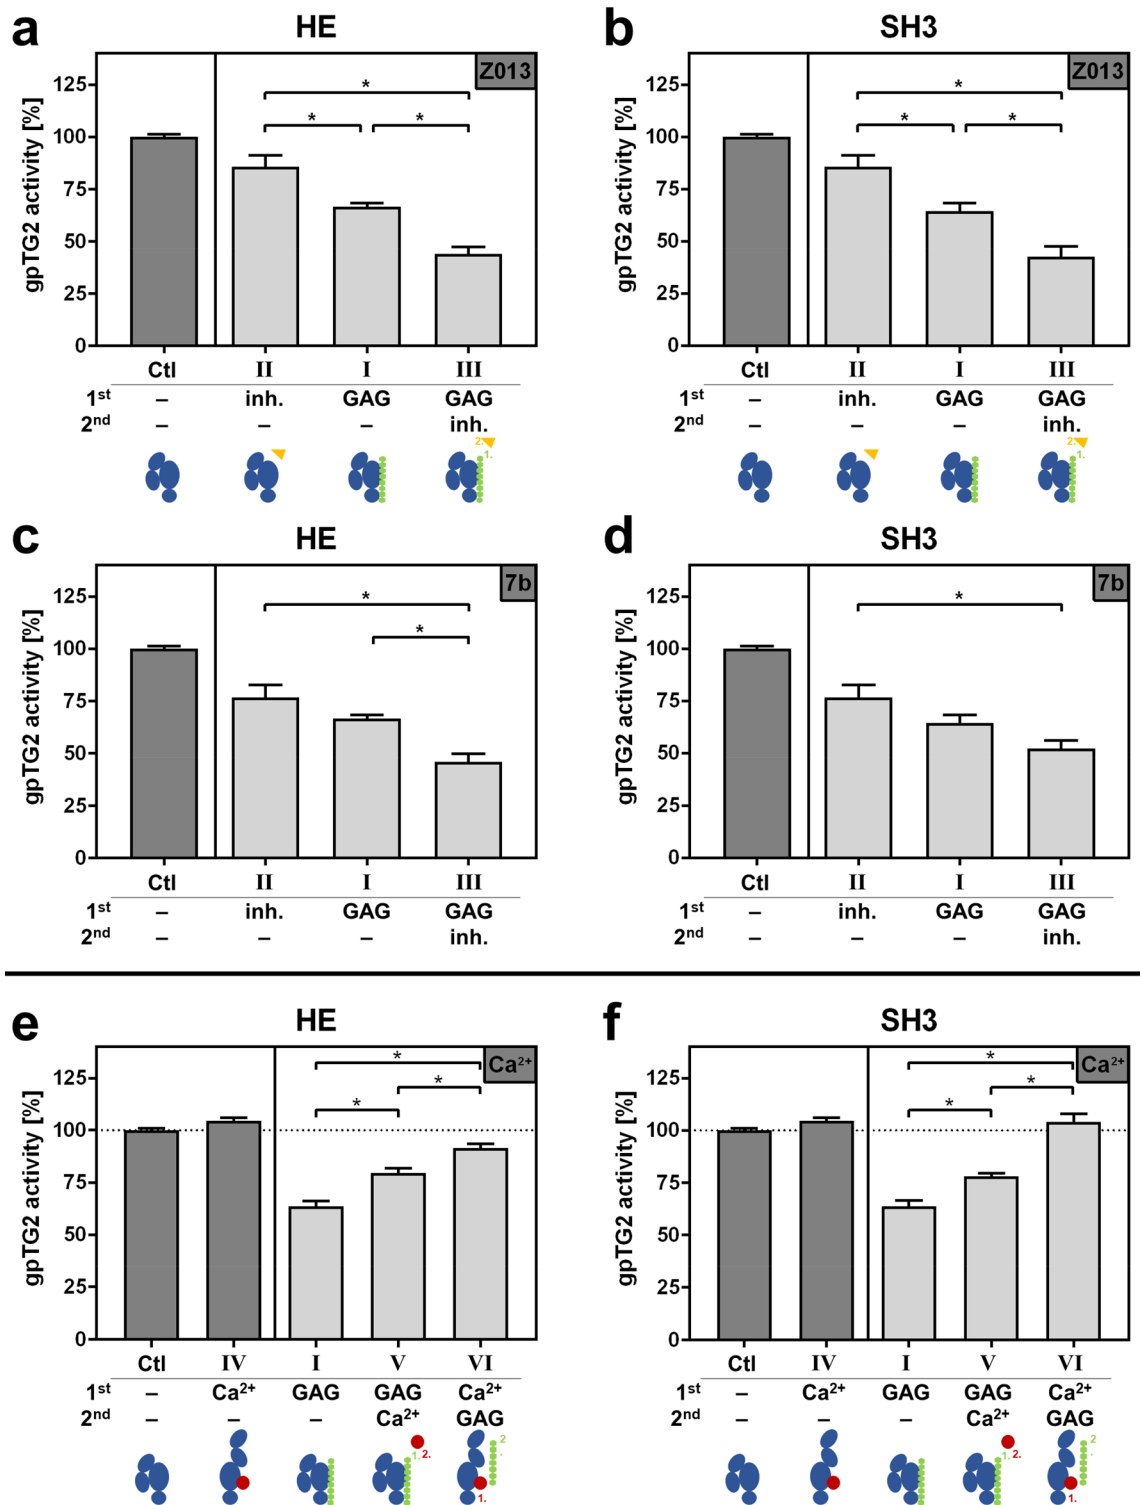 a HE b SH3
Z013 Z013
gpTG2 activity [%] gpTG2 activity [%]
* *
* * * *
125 125
100 100
75 75
50 50
25 25
0 0
Ctl II I III Ctl II I III
1st – inh. GAG GAG 1st – inh. GAG GAG
2nd – – – inh. 2nd – – – inh.
2. 2.
1. 1.
c HE d SH3
7b 7b
gpTG2 activity [%] gpTG2 activity [%]
* *
*
125 125
100 100
75 75
50 50
25 25
0 0
Ctl II I III Ctl II I III
1st – inh. GAG GAG 1st – inh. GAG GAG
2nd – – – inh. 2nd – – – inh.
e HE f SH3
Ca²⁺ Ca²⁺
gpTG2 activity [%] gpTG2 activity [%]
* *
* * * *
125 125
100 100
75 75
50 50
25 25
0 0
Ctl IV I V VI Ctl IV I V VI
1st – Ca²⁺ GAG GAG Ca²⁺ 1st – Ca²⁺ GAG GAG Ca²⁺
2nd – – – Ca²⁺ GAG 2nd – – – Ca²⁺ GAG
1. 2. 2. 1. 2. 2.
1. 1.